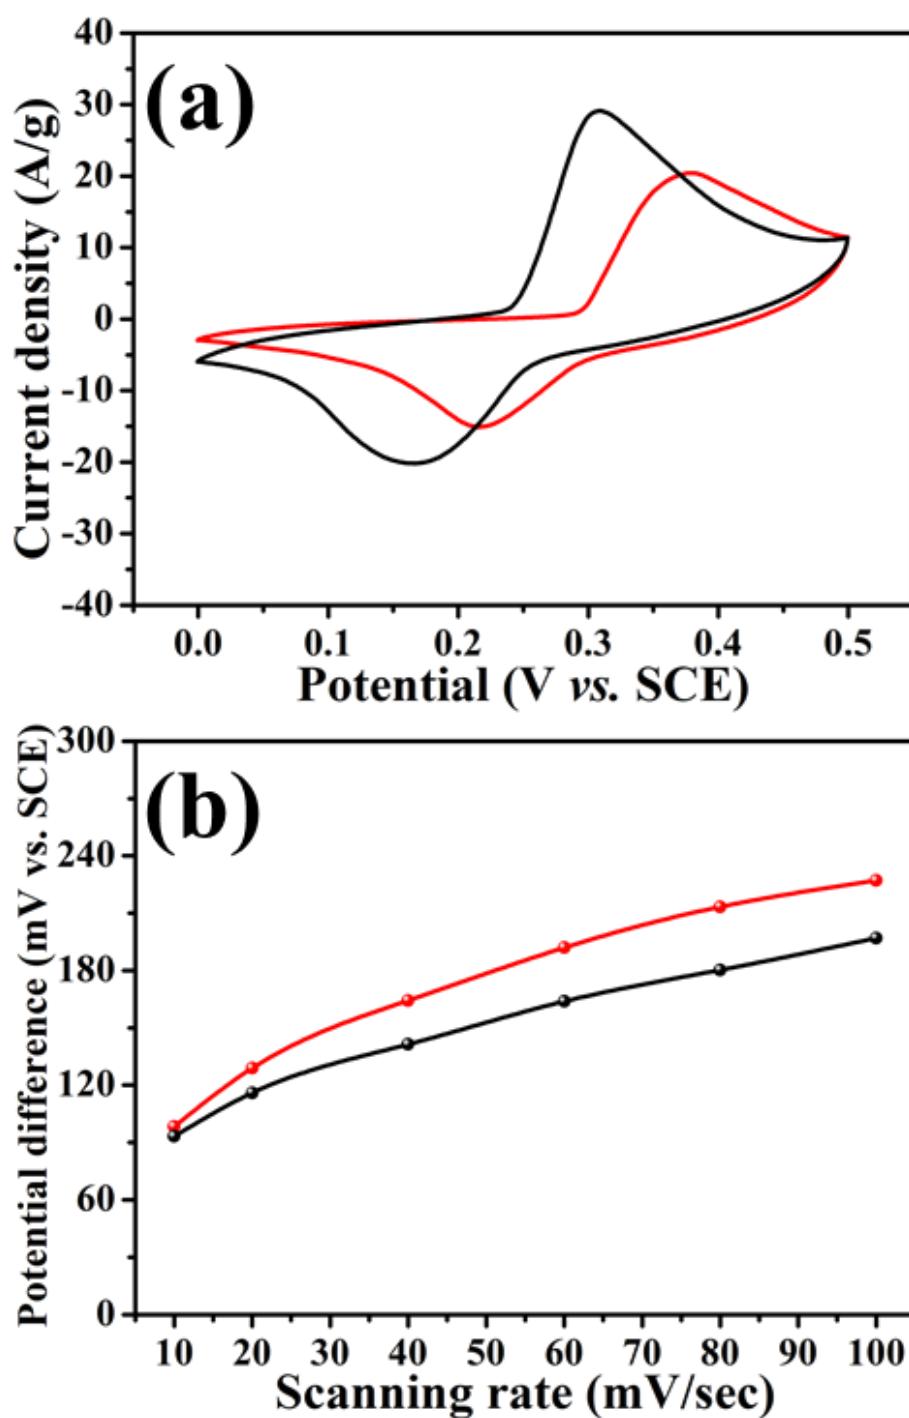 (a)
Current density (A/g)
40
30
20
10
0
-10
-20
-30
-40
0.0 0.1 0.2 0.3 0.4 0.5
Potential (V vs. SCE)
(b)
Potential difference (mV vs. SCE)
300
240
180
120
60
0
10 20 30 40 50 60 70 80 90 100
Scanning rate (mV/sec)